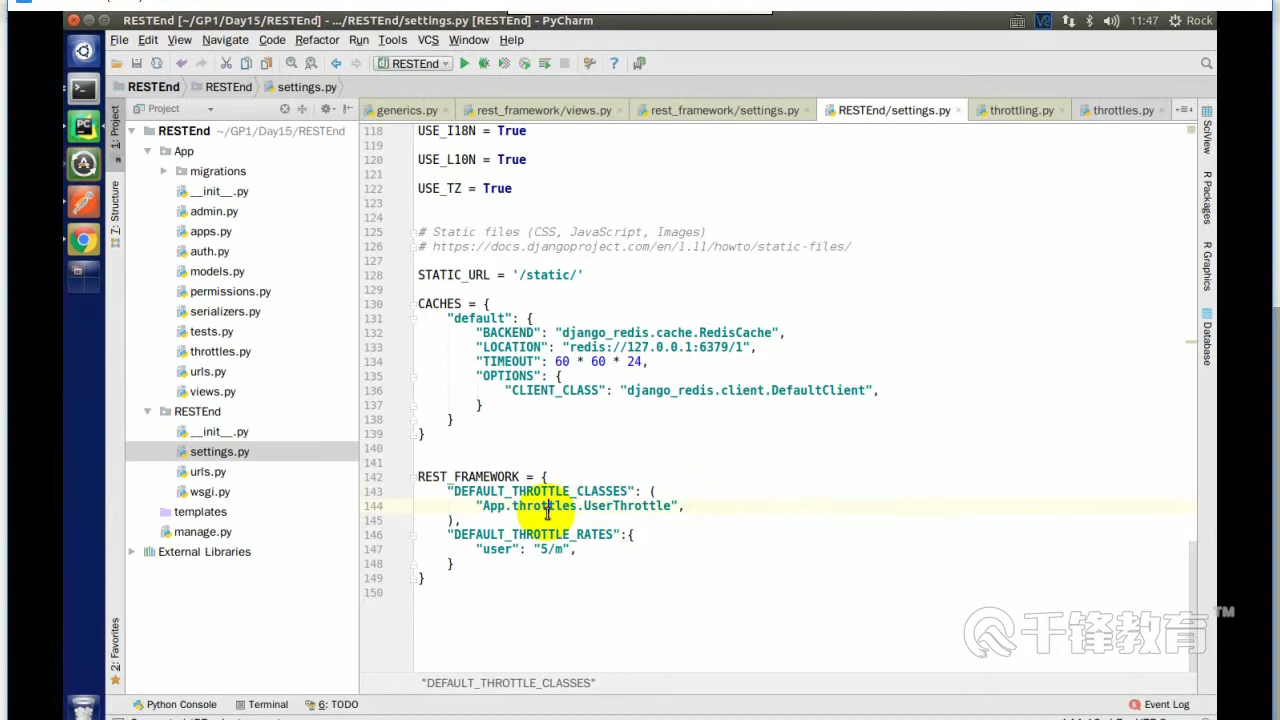 RESTEnd [~/GP1/Day15/RESTEnd] - .../RESTEnd/settings.py [RESTEnd] - PyCharm
V2 11:47 Rock
File Edit View Navigate Code Refactor Run Tools VCS Window Help
RESTEnd
RESTEnd RESTEnd settings.py
Project
generics.py rest_framework/views.py rest_framework/settings.py RESTEnd/settings.py throttling.py throttles.py
1: Project
7: Structure
2: Favorites
RESTEnd ~/GP1/Day15/RESTEnd
App
migrations
__init__.py
admin.py
apps.py
auth.py
models.py
permissions.py
serializers.py
tests.py
throttles.py
urls.py
views.py
RESTEnd
__init__.py
settings.py
urls.py
wsgi.py
templates
manage.py
External Libraries
118 USE_I18N = True
119
120 USE_L10N = True
121
122 USE_TZ = True
123
124
125 # Static files (CSS, JavaScript, Images)
126 # https://docs.djangoproject.com/en/1.11/howto/static-files/
127
128 STATIC_URL = '/static/'
129
130 CACHES = {
131 "default": {
132 "BACKEND": "django_redis.cache.RedisCache",
133 "LOCATION": "redis://127.0.0.1:6379/1",
134 "TIMEOUT": 60 * 60 * 24,
135 "OPTIONS": {
136 "CLIENT_CLASS": "django_redis.client.DefaultClient",
137 }
138 }
139 }
140
141
142 REST_FRAMEWORK = {
143 "DEFAULT_THROTTLE_CLASSES": (
144 "App.throttles.UserThrottle",
145 ),
146 "DEFAULT_THROTTLE_RATES":{
147 "user": "5/m",
148 }
149 }
150
"DEFAULT_THROTTLE_CLASSES"
SciView
R Packages
R Graphics
Database
千锋教育 TM
Python Console Terminal 6: TODO Event Log